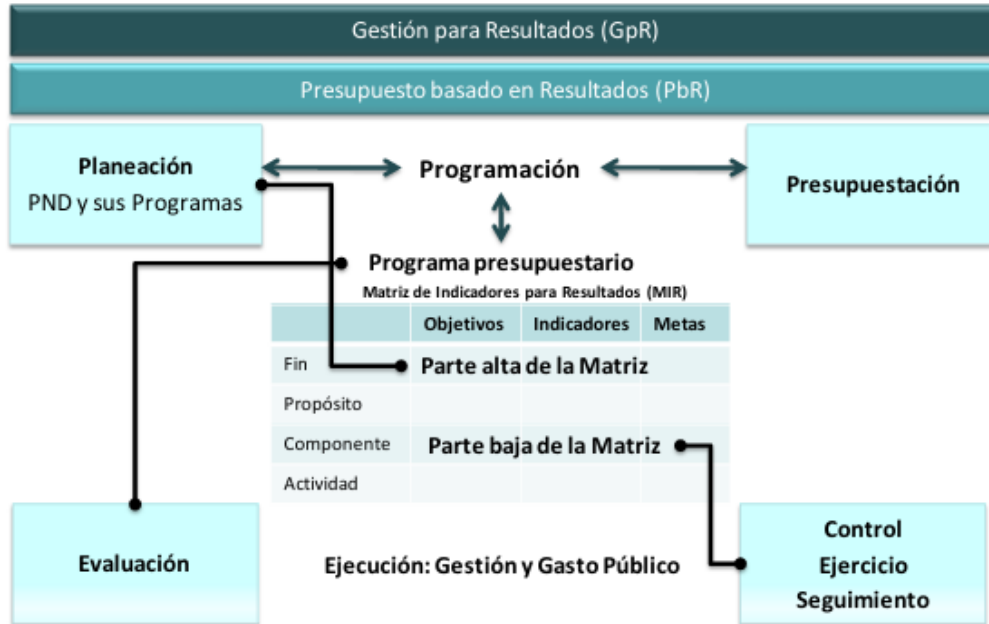 Gestión para Resultados (GpR)
Presupuesto basado en Resultados (PbR)
Planeación
PND y sus Programas
Programación
Presupuestación
Programa presupuestario
Matriz de Indicadores para Resultados (MIR)
Objetivos Indicadores Metas
Fin Parte alta de la Matriz
Propósito
Componente Parte baja de la Matriz
Actividad
Evaluación
Ejecución: Gestión y Gasto Público
Control
Ejercicio
Seguimiento